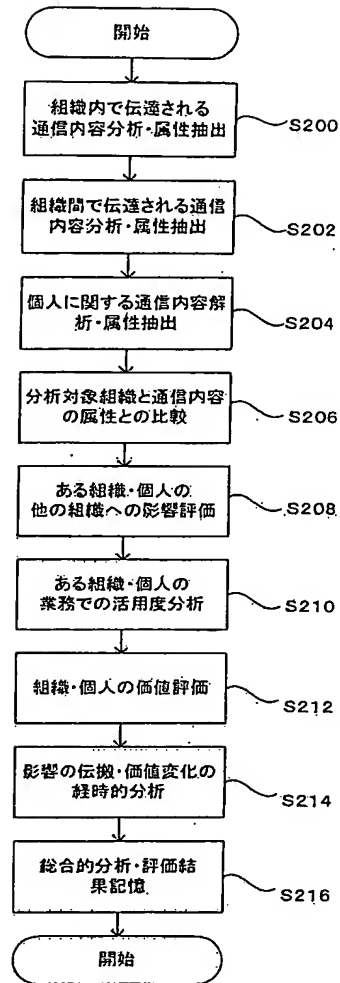 開始
組織内で伝達される
通信内容分析・属性抽出
S200
組織間で伝達される通信
内容分析・属性抽出
S202
個人に関する通信内容解
析・属性抽出
S204
分析対象組織と通信内容
の属性との比較
S206
ある組織・個人の
他の組織への影響評価
S208
ある組織・個人の
業務での活用度分析
S210
組織・個人の価値評価
S212
影響の伝搬・価値変化の
経時的分析
S214
総合的分析・評価結
果記憶
S216
開始